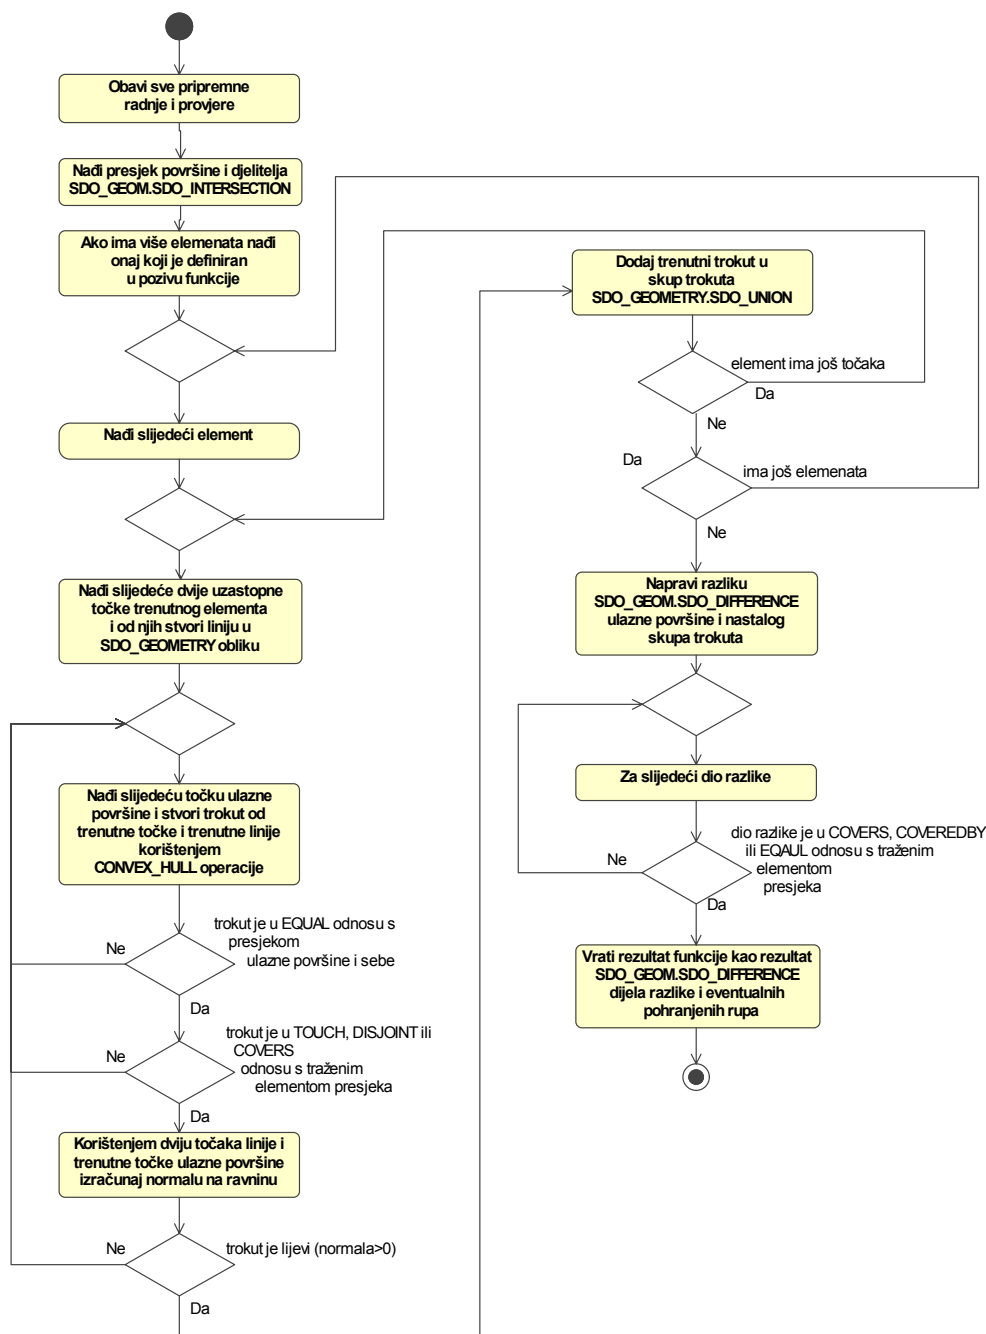 Obavi sve pripremne
radnje i provjere
Nađi presjek površine i djelitelja
SDO_GEOM.SDO_INTERSECTION
Ako ima više elemenata nađi
onaj koji je definiran
u pozivu funkcije
Nađi slijedeći element
Nađi slijedeće dvije uzastopne
točke trenutnog elementa
i od njih stvori liniju u
SDO_GEOMETRY obliku
Nađi slijedeću točku ulazne
površine i stvori trokut od
trenutne točke i trenutne linije
korištenjem
CONVEX_HULL operacije
trokut je u EQUAL odnosu s
presjekom
ulazne površine i sebe
Ne
Da
trokut je u TOUCH, DISJOINT ili
COVERS
odnosu s traženim
elementom presjeka
Ne
Da
Korištenjem dviju točaka linije i
trenutne točke ulazne površine
izračunaj normalu na ravninu
Ne
trokut je lijevi (normala>0)
Da
Dodaj trenutni trokut u
skup trokuta
SDO_GEOMETRY.SDO_UNION
element ima još točaka
Da
Ne
Da
ima još elemenata
Ne
Napravi razliku
SDO_GEOM.SDO_DIFFERENCE
ulazne površine i nastalog
skupa trokuta
Za slijedeći dio razlike
dio razlike je u COVERS, COVEREDBY
ili EQAUL odnosu s traženim
elementom
presjeka
Ne
Da
Vrati rezultat funkcije kao rezultat
SDO_GEOM.SDO_DIFFERENCE
dijela razlike i eventualnih
pohranjenih rupa